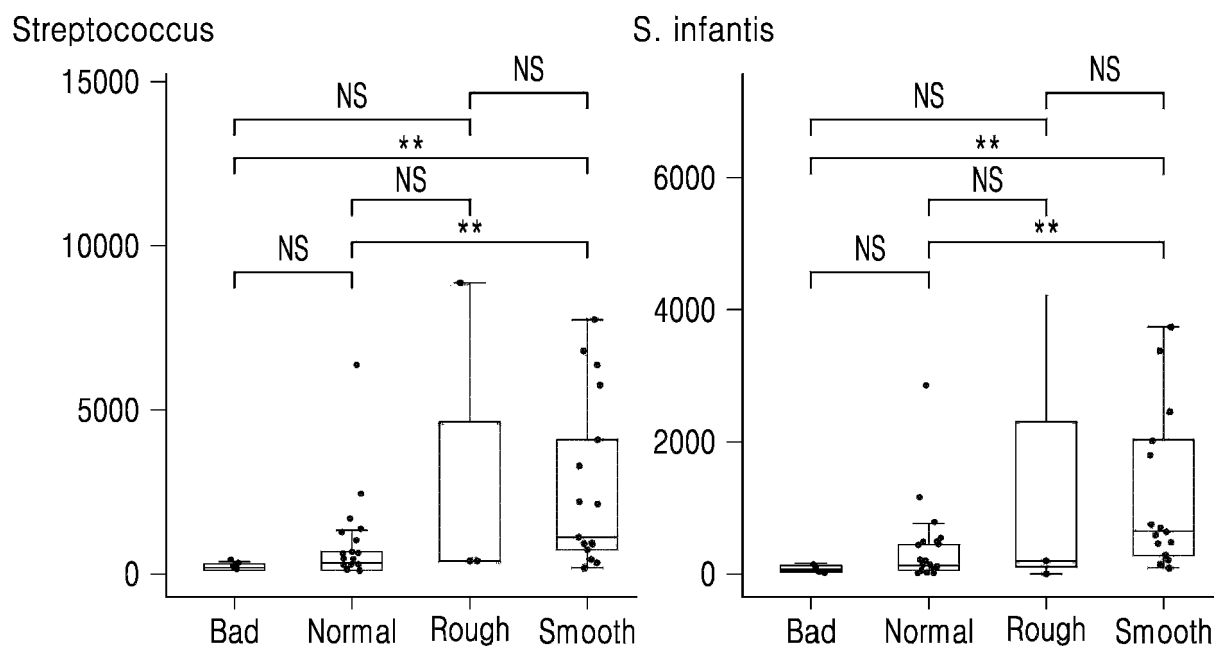 Streptococcus
15000
10000
5000
0
NS
NS
**
NS
**
NS
Bad Normal Rough Smooth
S. infantis
6000
4000
2000
0
NS
NS
**
NS
**
NS
Bad Normal Rough Smooth